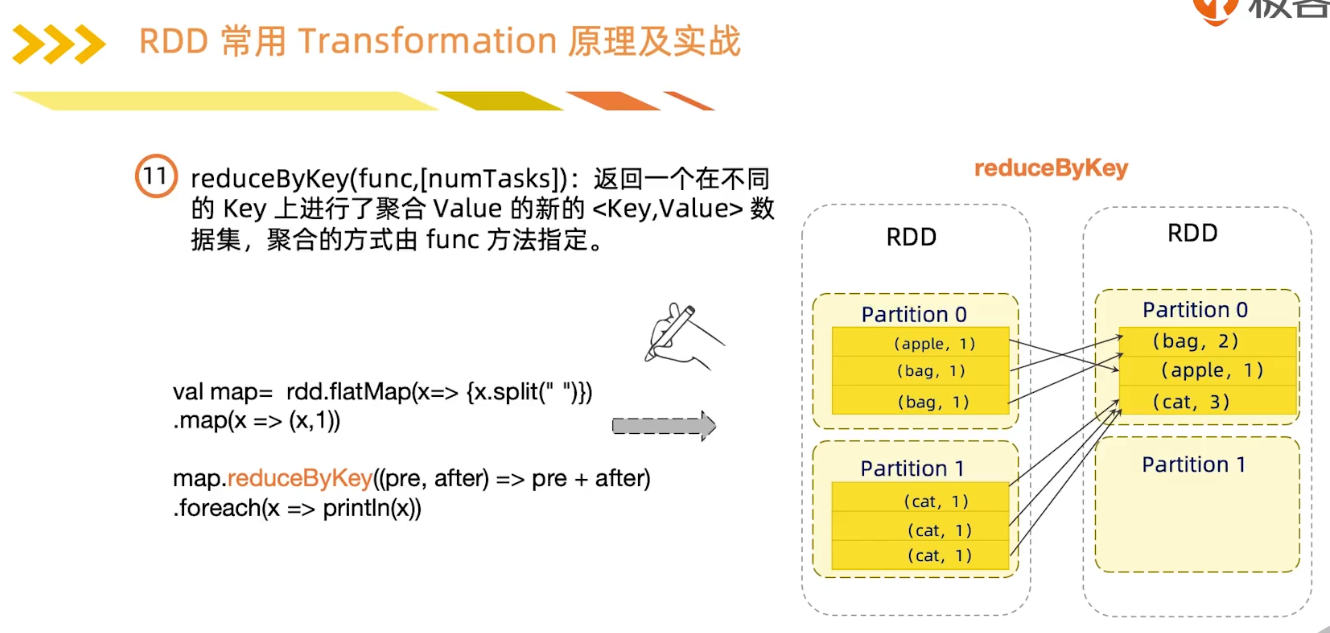 RDD 常用 Transformation 原理及实战
11
reduceByKey(func,[numTasks]): 返回一个在不同
的 Key 上进行了聚合 Value 的新的 <Key,Value> 数
据集，聚合的方式由 func 方法指定。
val map= rdd.flatMap(x=> {x.split(" ")})
.map(x => (x,1))
map.reduceByKey((pre, after) => pre + after)
.foreach(x => println(x))
reduceByKey
RDD
Partition 0
(apple, 1)
(bag, 1)
(bag, 1)
Partition 1
(cat, 1)
(cat, 1)
(cat, 1)
RDD
Partition 0
(bag, 2)
(apple, 1)
(cat, 3)
Partition 1